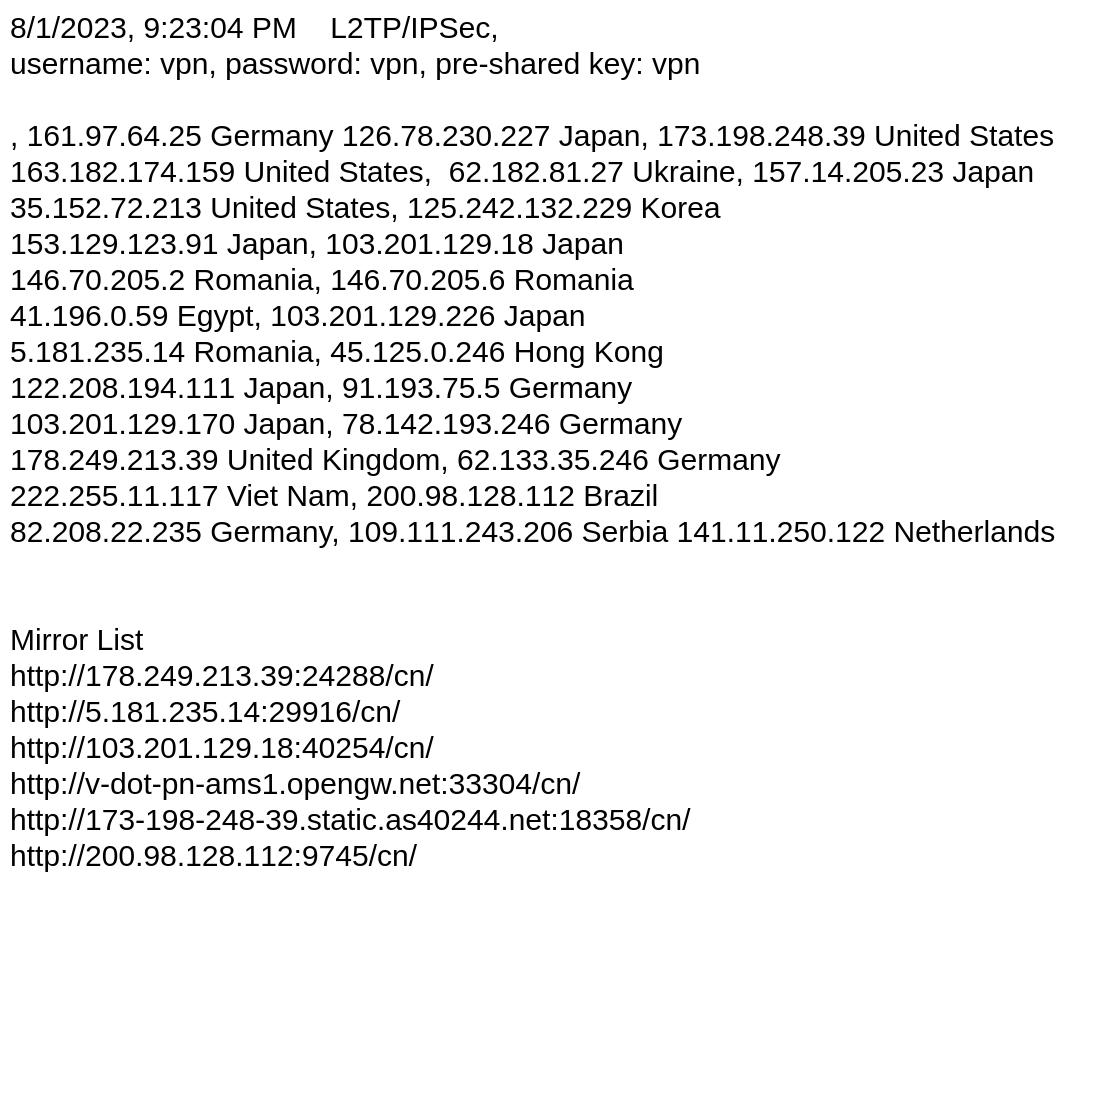 8/1/2023, 9:23:04 PM    L2TP/IPSec,
username: vpn, password: vpn, pre-shared key: vpn
, 161.97.64.25 Germany 126.78.230.227 Japan, 173.198.248.39 United States
163.182.174.159 United States,  62.182.81.27 Ukraine, 157.14.205.23 Japan
35.152.72.213 United States, 125.242.132.229 Korea
153.129.123.91 Japan, 103.201.129.18 Japan
146.70.205.2 Romania, 146.70.205.6 Romania
41.196.0.59 Egypt, 103.201.129.226 Japan
5.181.235.14 Romania, 45.125.0.246 Hong Kong
122.208.194.111 Japan, 91.193.75.5 Germany
103.201.129.170 Japan, 78.142.193.246 Germany
178.249.213.39 United Kingdom, 62.133.35.246 Germany
222.255.11.117 Viet Nam, 200.98.128.112 Brazil
82.208.22.235 Germany, 109.111.243.206 Serbia 141.11.250.122 Netherlands
Mirror List
http://178.249.213.39:24288/cn/
http://5.181.235.14:29916/cn/
http://103.201.129.18:40254/cn/
http://v-dot-pn-ams1.opengw.net:33304/cn/
http://173-198-248-39.static.as40244.net:18358/cn/
http://200.98.128.112:9745/cn/